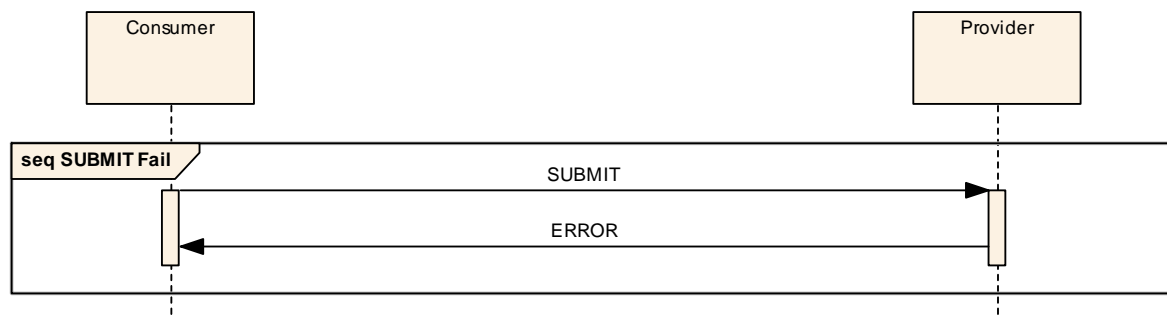 Consumer
Provider
seq SUBMIT Fail
SUBMIT
ERROR